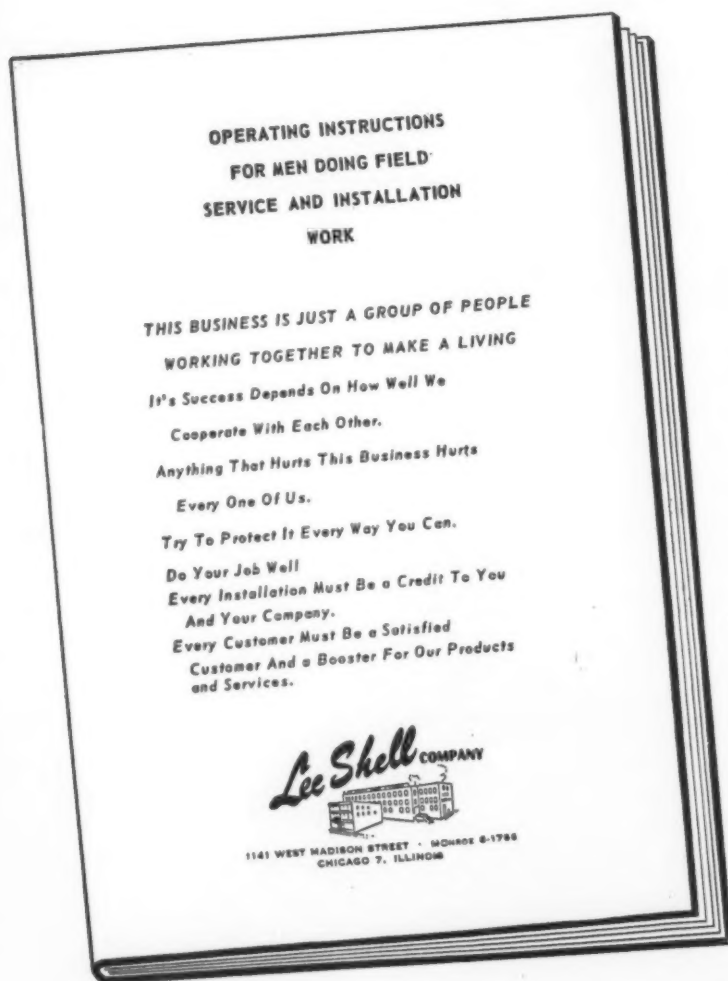 OPERATING INSTRUCTIONS
FOR MEN DOING FIELD
SERVICE AND INSTALLATION
WORK
THIS BUSINESS IS JUST A GROUP OF PEOPLE
WORKING TOGETHER TO MAKE A LIVING
It's Success Depends On How Well We
Cooperate With Each Other.
Anything That Hurts This Business Hurts
Every One Of Us.
Try To Protect It Every Way You Can.
Do Your Job Well
Every Installation Must Be a Credit To You
And Your Company.
Every Customer Must Be a Satisfied
Customer And a Booster For Our Products
and Services.
Lee Shell COMPANY
1141 WEST MADISON STREET · MONROE 6-1766
CHICAGO 7, ILLINOIS